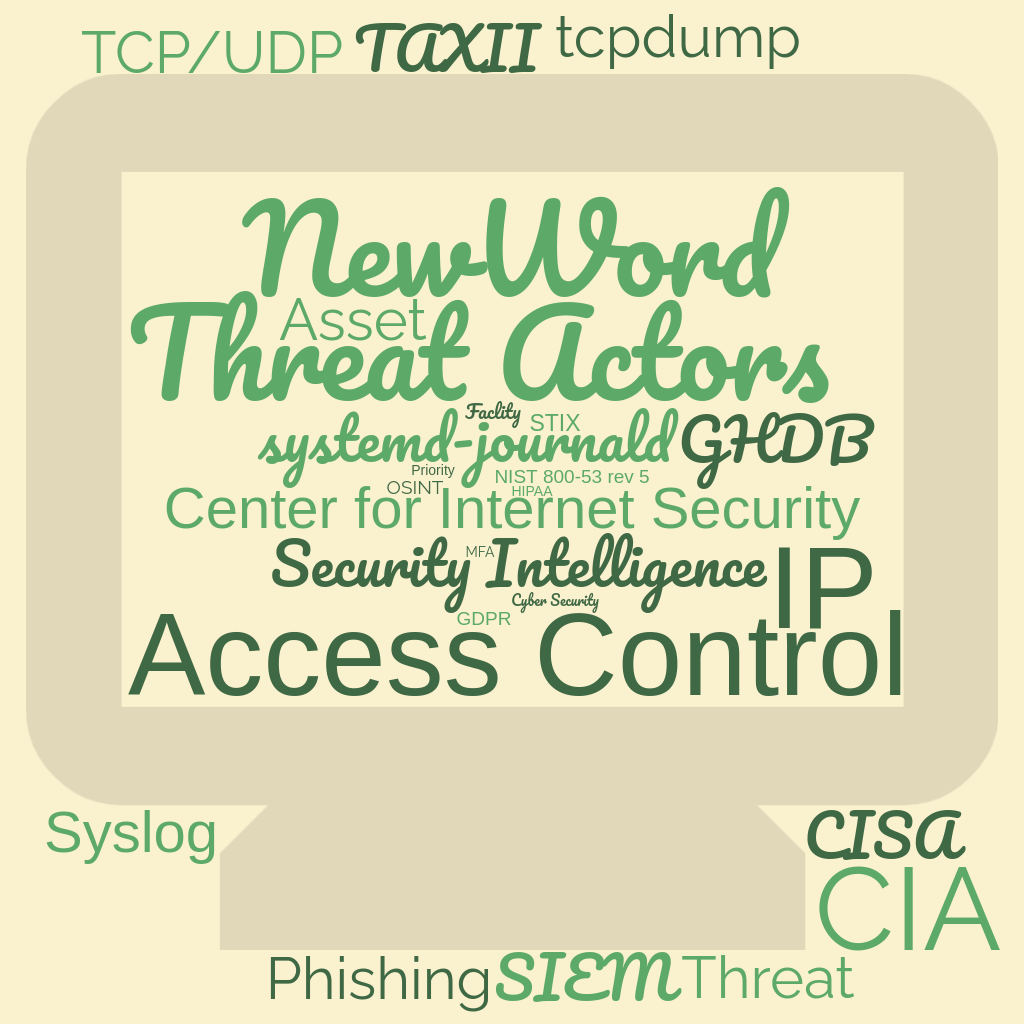 TCP/UDP TAXII tcpdump
NewWord
Asset
Threat Actors
Faclity STIX
systemd-journald GHDB
Priority NIST 800-53 rev 5
OSINT HIPAA
Center for Internet Security
MFA
Security Intelligence IP
Cyber Security
GDPR
Access Control
Syslog CISA
CIA
Phishing SIEM Threat